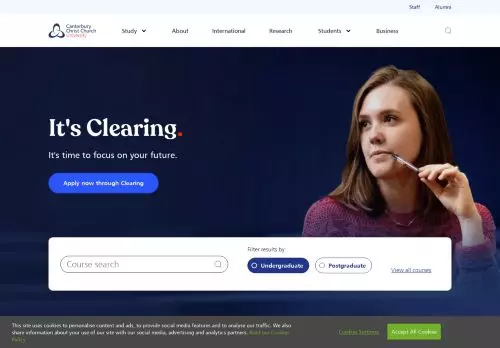 Staff Alumni
Canterbury
Christ Church
University
Study About International Research Students Business
It's Clearing.
It's time to focus on your future.
Apply now through Clearing
Filter results by:
Course search
Undergraduate Postgraduate View all courses
This site uses cookies to personalise content and ads, to provide social media features and to analyse our traffic. We also
share information about your use of our site with our social media, advertising and analytics partners. Read our Cookies
Policy
Cookies Settings Accept All Cookies